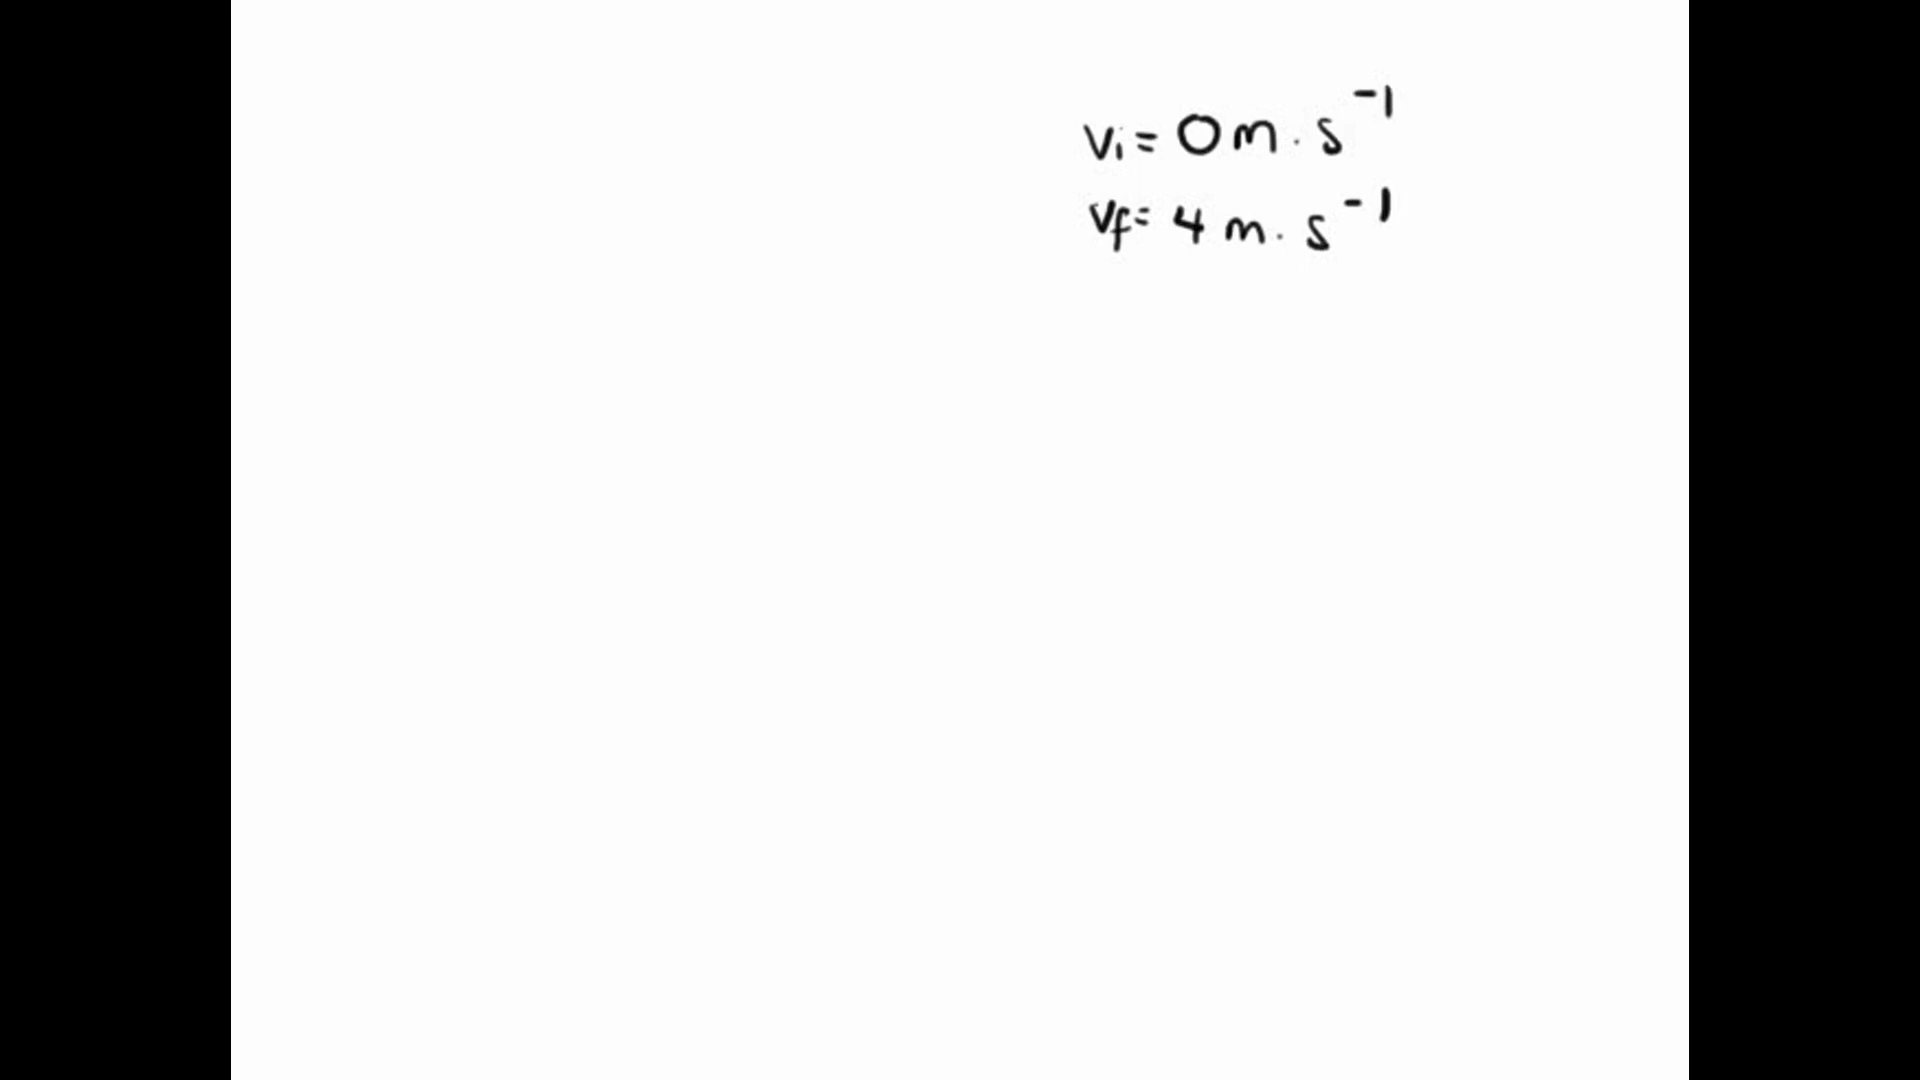 vi = 0 m · s⁻¹
vf = 4 m · s⁻¹